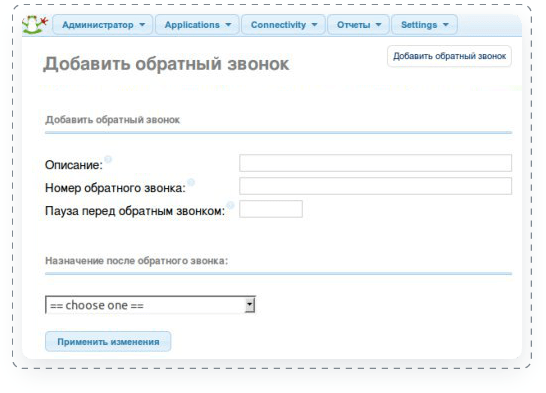 Администратор Applications Connectivity Отчеты Settings
Добавить обратный звонок
Добавить обратный звонок
Добавить обратный звонок
Описание:
Номер обратного звонка:
Пауза перед обратным звонком:
Назначение после обратного звонка:
== choose one ==
Применить изменения